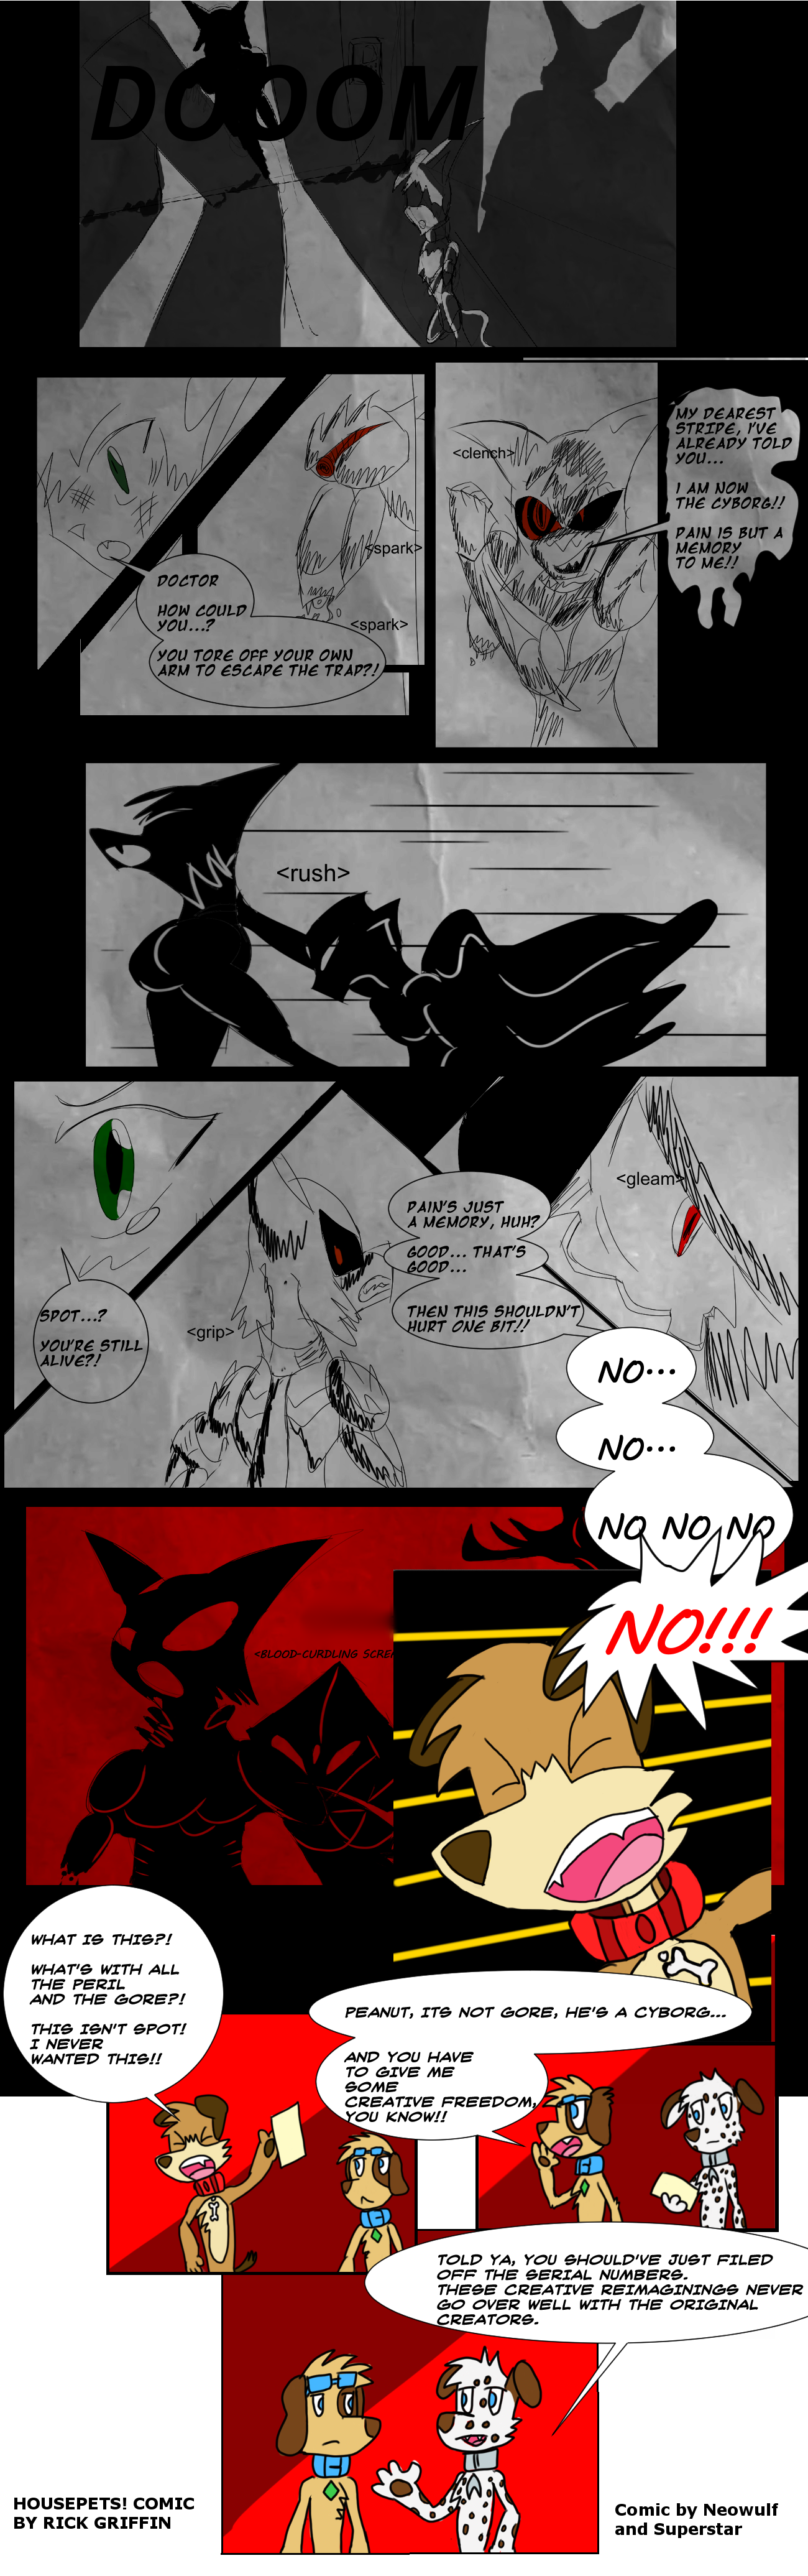 DOOOM
<clench>
MY DEAREST
STRIPE, I'VE
ALREADY TOLD
YOU...
I AM NOW
THE CYBORG!!
PAIN IS BUT A
MEMORY
TO ME!!
<spark>
<spark>
DOCTOR
HOW COULD
YOU...?
YOU TORE OFF YOUR OWN
ARM TO ESCAPE THE TRAP?!
<rush>
SPOT...?
YOU'RE STILL
ALIVE?!
<grip>
PAIN'S JUST
A MEMORY, HUH?
GOOD... THAT'S
GOOD...
THEN THIS SHOULDN'T
HURT ONE BIT!!
<gleam>
NO...
NO...
NO NO NO
NO!!!
<BLOOD-CURDLING SCREA
WHAT IS THIS?!
WHAT'S WITH ALL
THE PERIL
AND THE GORE?!
THIS ISN'T SPOT!
I NEVER
WANTED THIS!!
PEANUT, ITS NOT GORE, HE'S A CYBORG...
AND YOU HAVE
TO GIVE ME
SOME
CREATIVE FREEDOM,
YOU KNOW!!
TOLD YA, YOU SHOULD'VE JUST FILED
OFF THE SERIAL NUMBERS.
THESE CREATIVE REIMAGININGS NEVER
GO OVER WELL WITH THE ORIGINAL
CREATORS.
HOUSEPETS! COMIC
BY RICK GRIFFIN
Comic by Neowulf
and Superstar